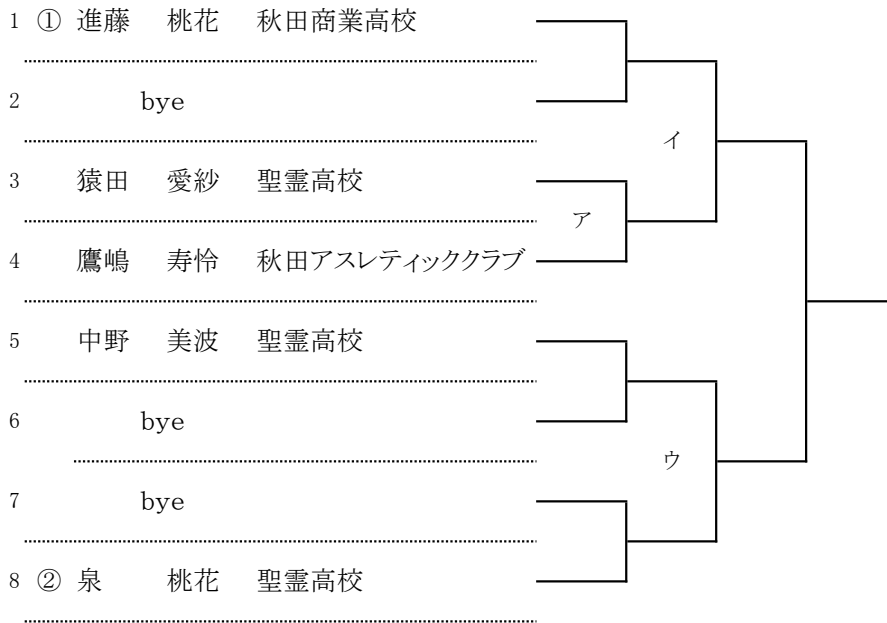 1 ① 進藤 桃花 秋田商業高校
2 bye
イ
3 猿田 愛紗 聖霊高校
ア
4 鷹嶋 寿怜 秋田アスレティッククラブ
5 中野 美波 聖霊高校
6 bye
ウ
7 bye
8 ② 泉 桃花 聖霊高校